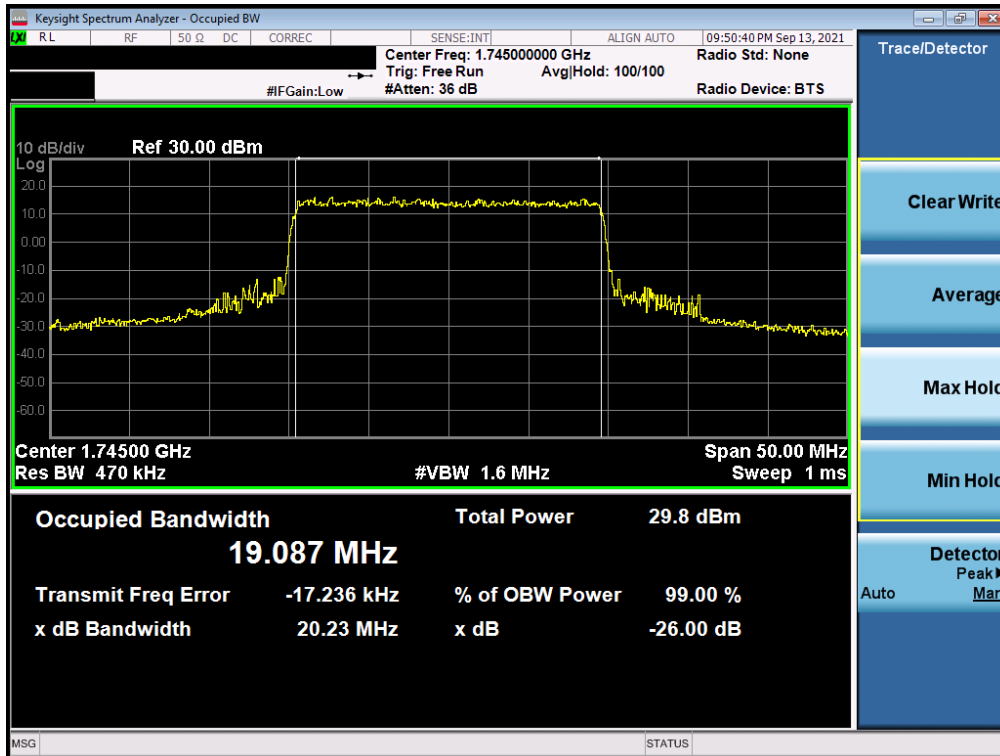 Keysight Spectrum Analyzer - Occupied BW
LXI RL RF 50 Ω DC CORREC SENSE:INT ALIGN AUTO 09:50:40 PM Sep 13, 2021
Center Freq: 1.745000000 GHz Radio Std: None
Trig: Free Run Avg|Hold: 100/100
#IFGain:Low #Atten: 36 dB Radio Device: BTS
10 dB/div Ref 30.00 dBm
Log
20.0
10.0
0.00
-10.0
-20.0
-30.0
-40.0
-50.0
-60.0
Center 1.74500 GHz Span 50.00 MHz
Res BW 470 kHz #VBW 1.6 MHz Sweep 1 ms
Occupied Bandwidth Total Power 29.8 dBm
19.087 MHz
Transmit Freq Error -17.236 kHz % of OBW Power 99.00 %
x dB Bandwidth 20.23 MHz x dB -26.00 dB
MSG STATUS
Trace/Detector
Clear Write
Average
Max Hold
Min Hold
Detector
Peak▶
Auto Man